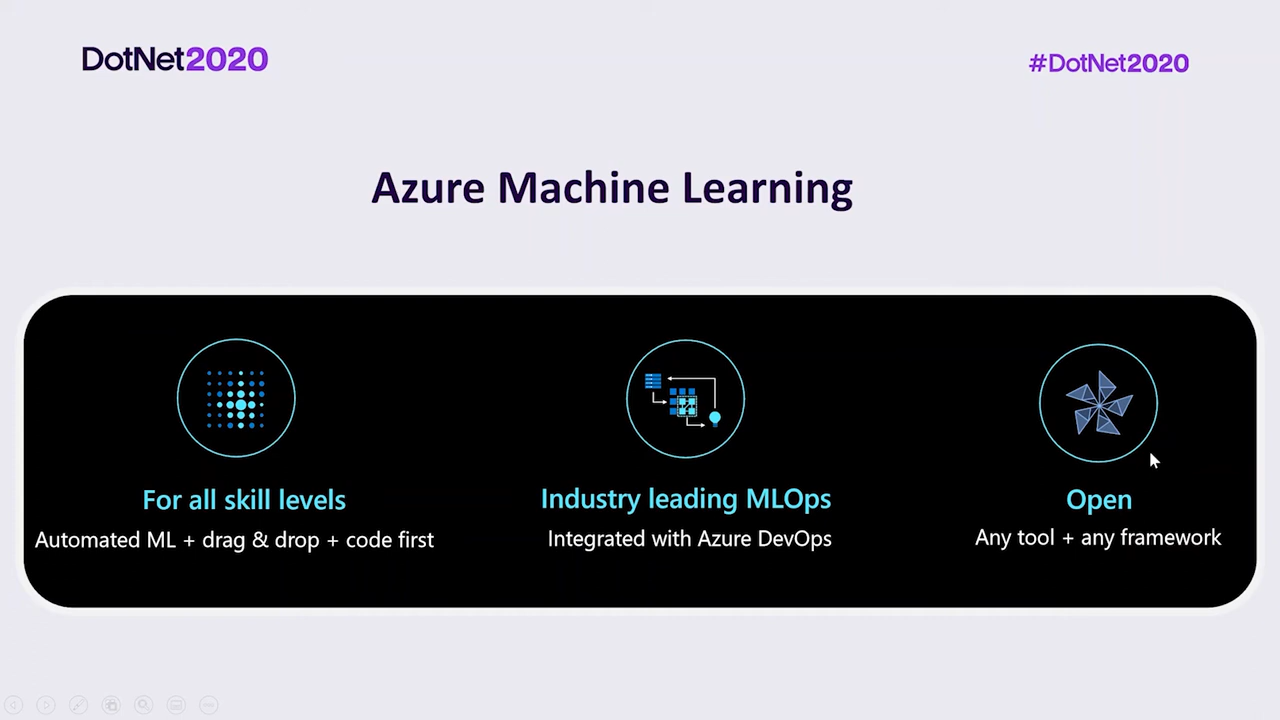 DotNet2020
#DotNet2020
Azure Machine Learning
For all skill levels
Automated ML + drag & drop + code first
Industry leading MLOps
Integrated with Azure DevOps
Open
Any tool + any framework